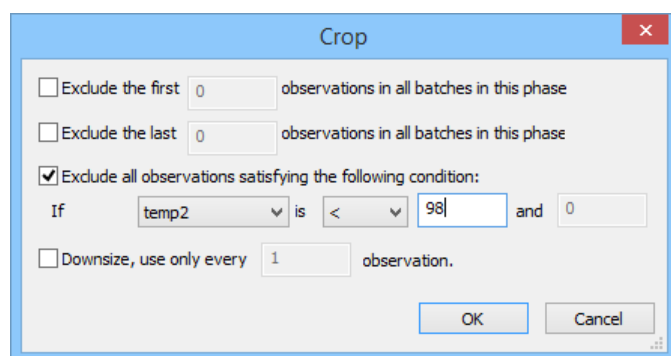 Crop
Exclude the first 0 observations in all batches in this phase
Exclude the last 0 observations in all batches in this phase
Exclude all observations satisfying the following condition:
If temp2 is < 98 and 0
Downsize, use only every 1 observation.
OK Cancel